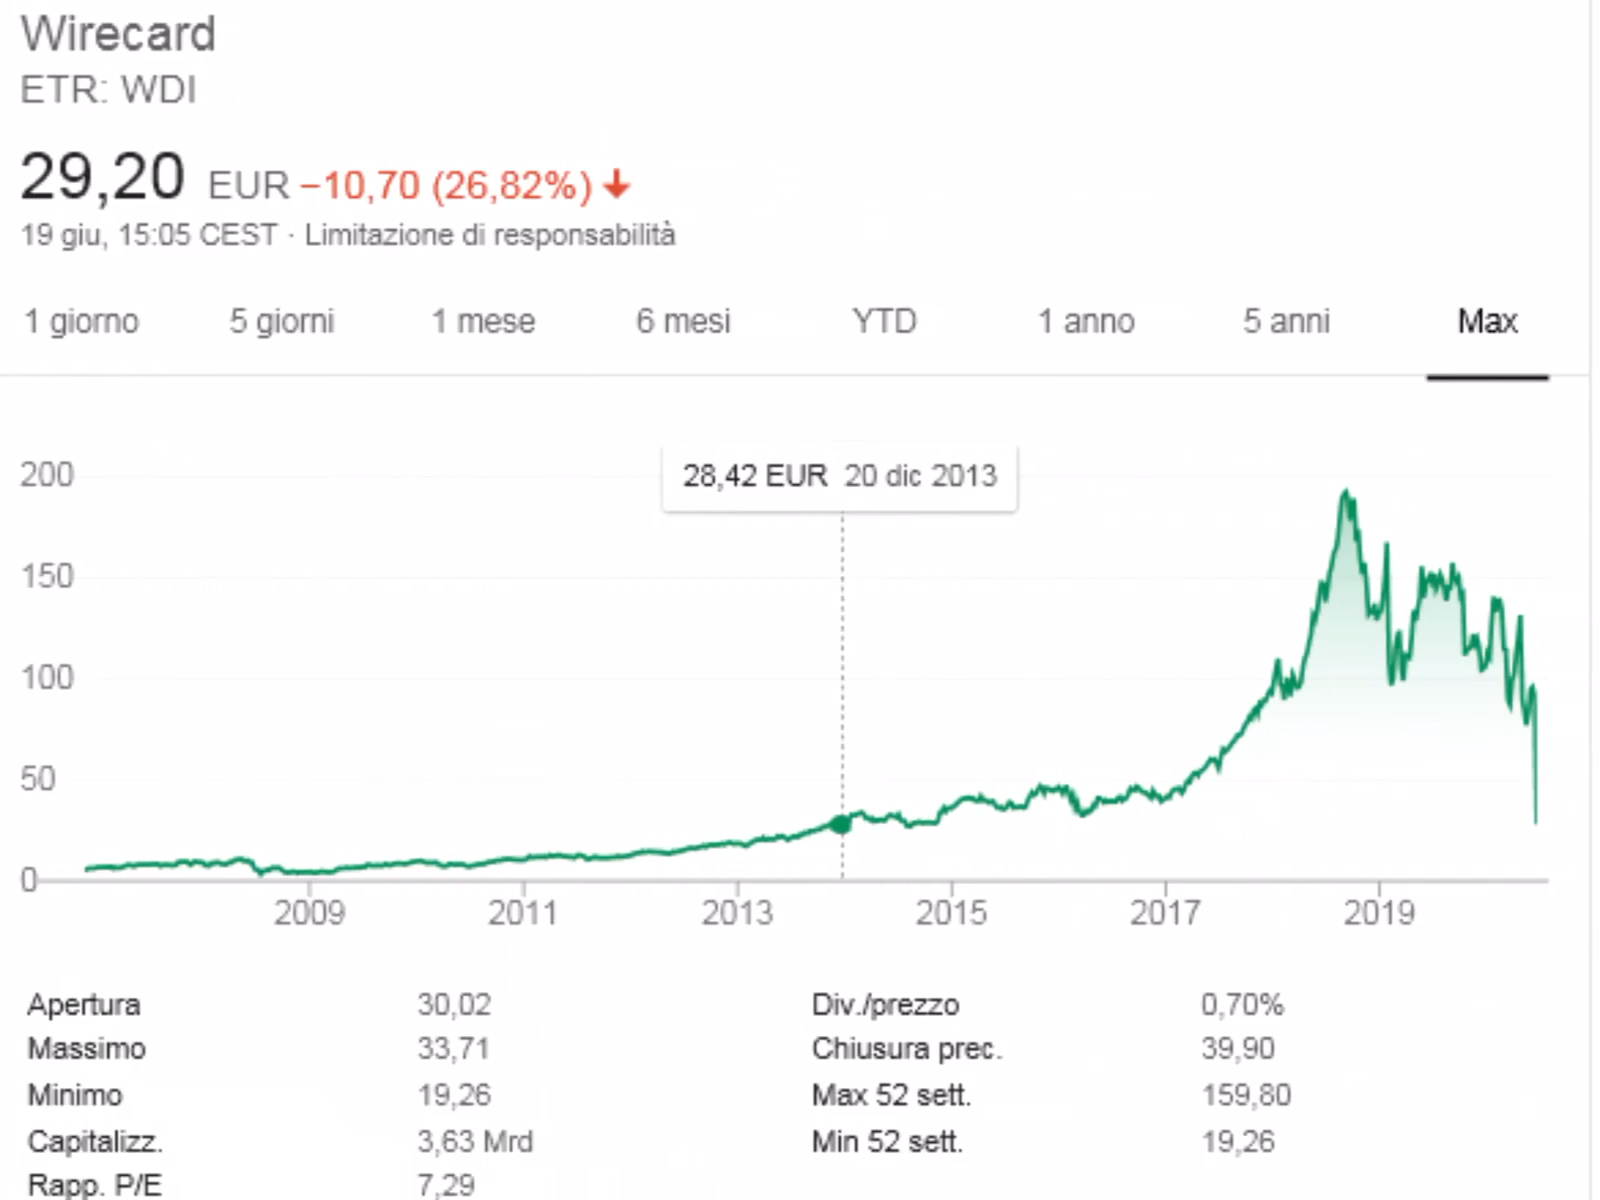 Wirecard
ETR: WDI
29,20 EUR −10,70 (26,82%) ↓
19 giu, 15:05 CEST · Limitazione di responsabilità
1 giorno 5 giorni 1 mese 6 mesi YTD 1 anno 5 anni Max
28,42 EUR 20 dic 2013
200
150
100
50
0
2009 2011 2013 2015 2017 2019
Apertura 30,02 Div./prezzo 0,70%
Massimo 33,71 Chiusura prec. 39,90
Minimo 19,26 Max 52 sett. 159,80
Capitalizz. 3,63 Mrd Min 52 sett. 19,26
Rapp. P/E 7,29